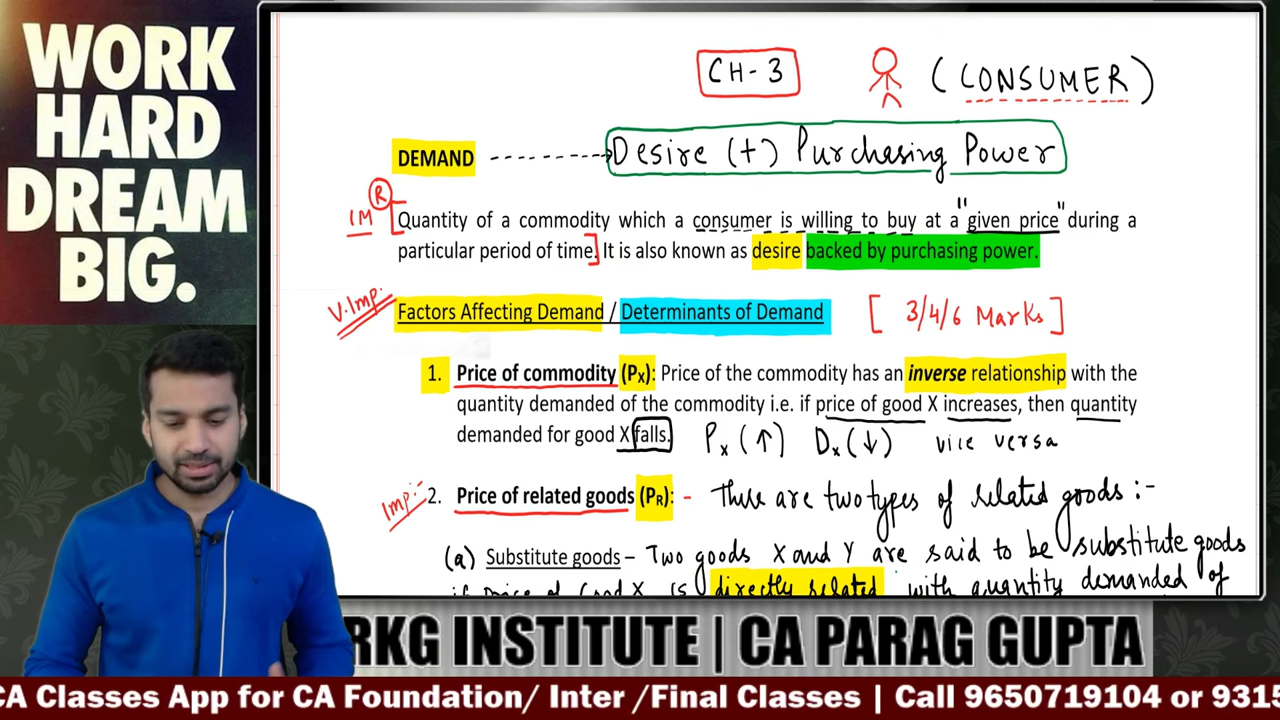 WORK
HARD
DREAM
BIG.
CH-3
(CONSUMER)
DEMAND Desire (+) Purchasing Power
1M R
Quantity of a commodity which a consumer is willing to buy at a "given price" during a
particular period of time. It is also known as desire backed by purchasing power.
V. Imp.
Factors Affecting Demand / Determinants of Demand [ 3/4/6 Marks ]
1. Price of commodity (PX): Price of the commodity has an inverse relationship with the
quantity demanded of the commodity i.e. if price of good X increases, then quantity
demanded for good X falls. Px (↑) Dx (↓) vice versa
Imp:- 2. Price of related goods (PR): - There are two types of related goods :-
(a) Substitute goods – Two goods X and Y are said to be substitute goods
if price of Good X is directly related with quantity demanded of
RKG INSTITUTE | CA PARAG GUPTA
CA Classes App for CA Foundation/ Inter /Final Classes | Call 9650719104 or 9315